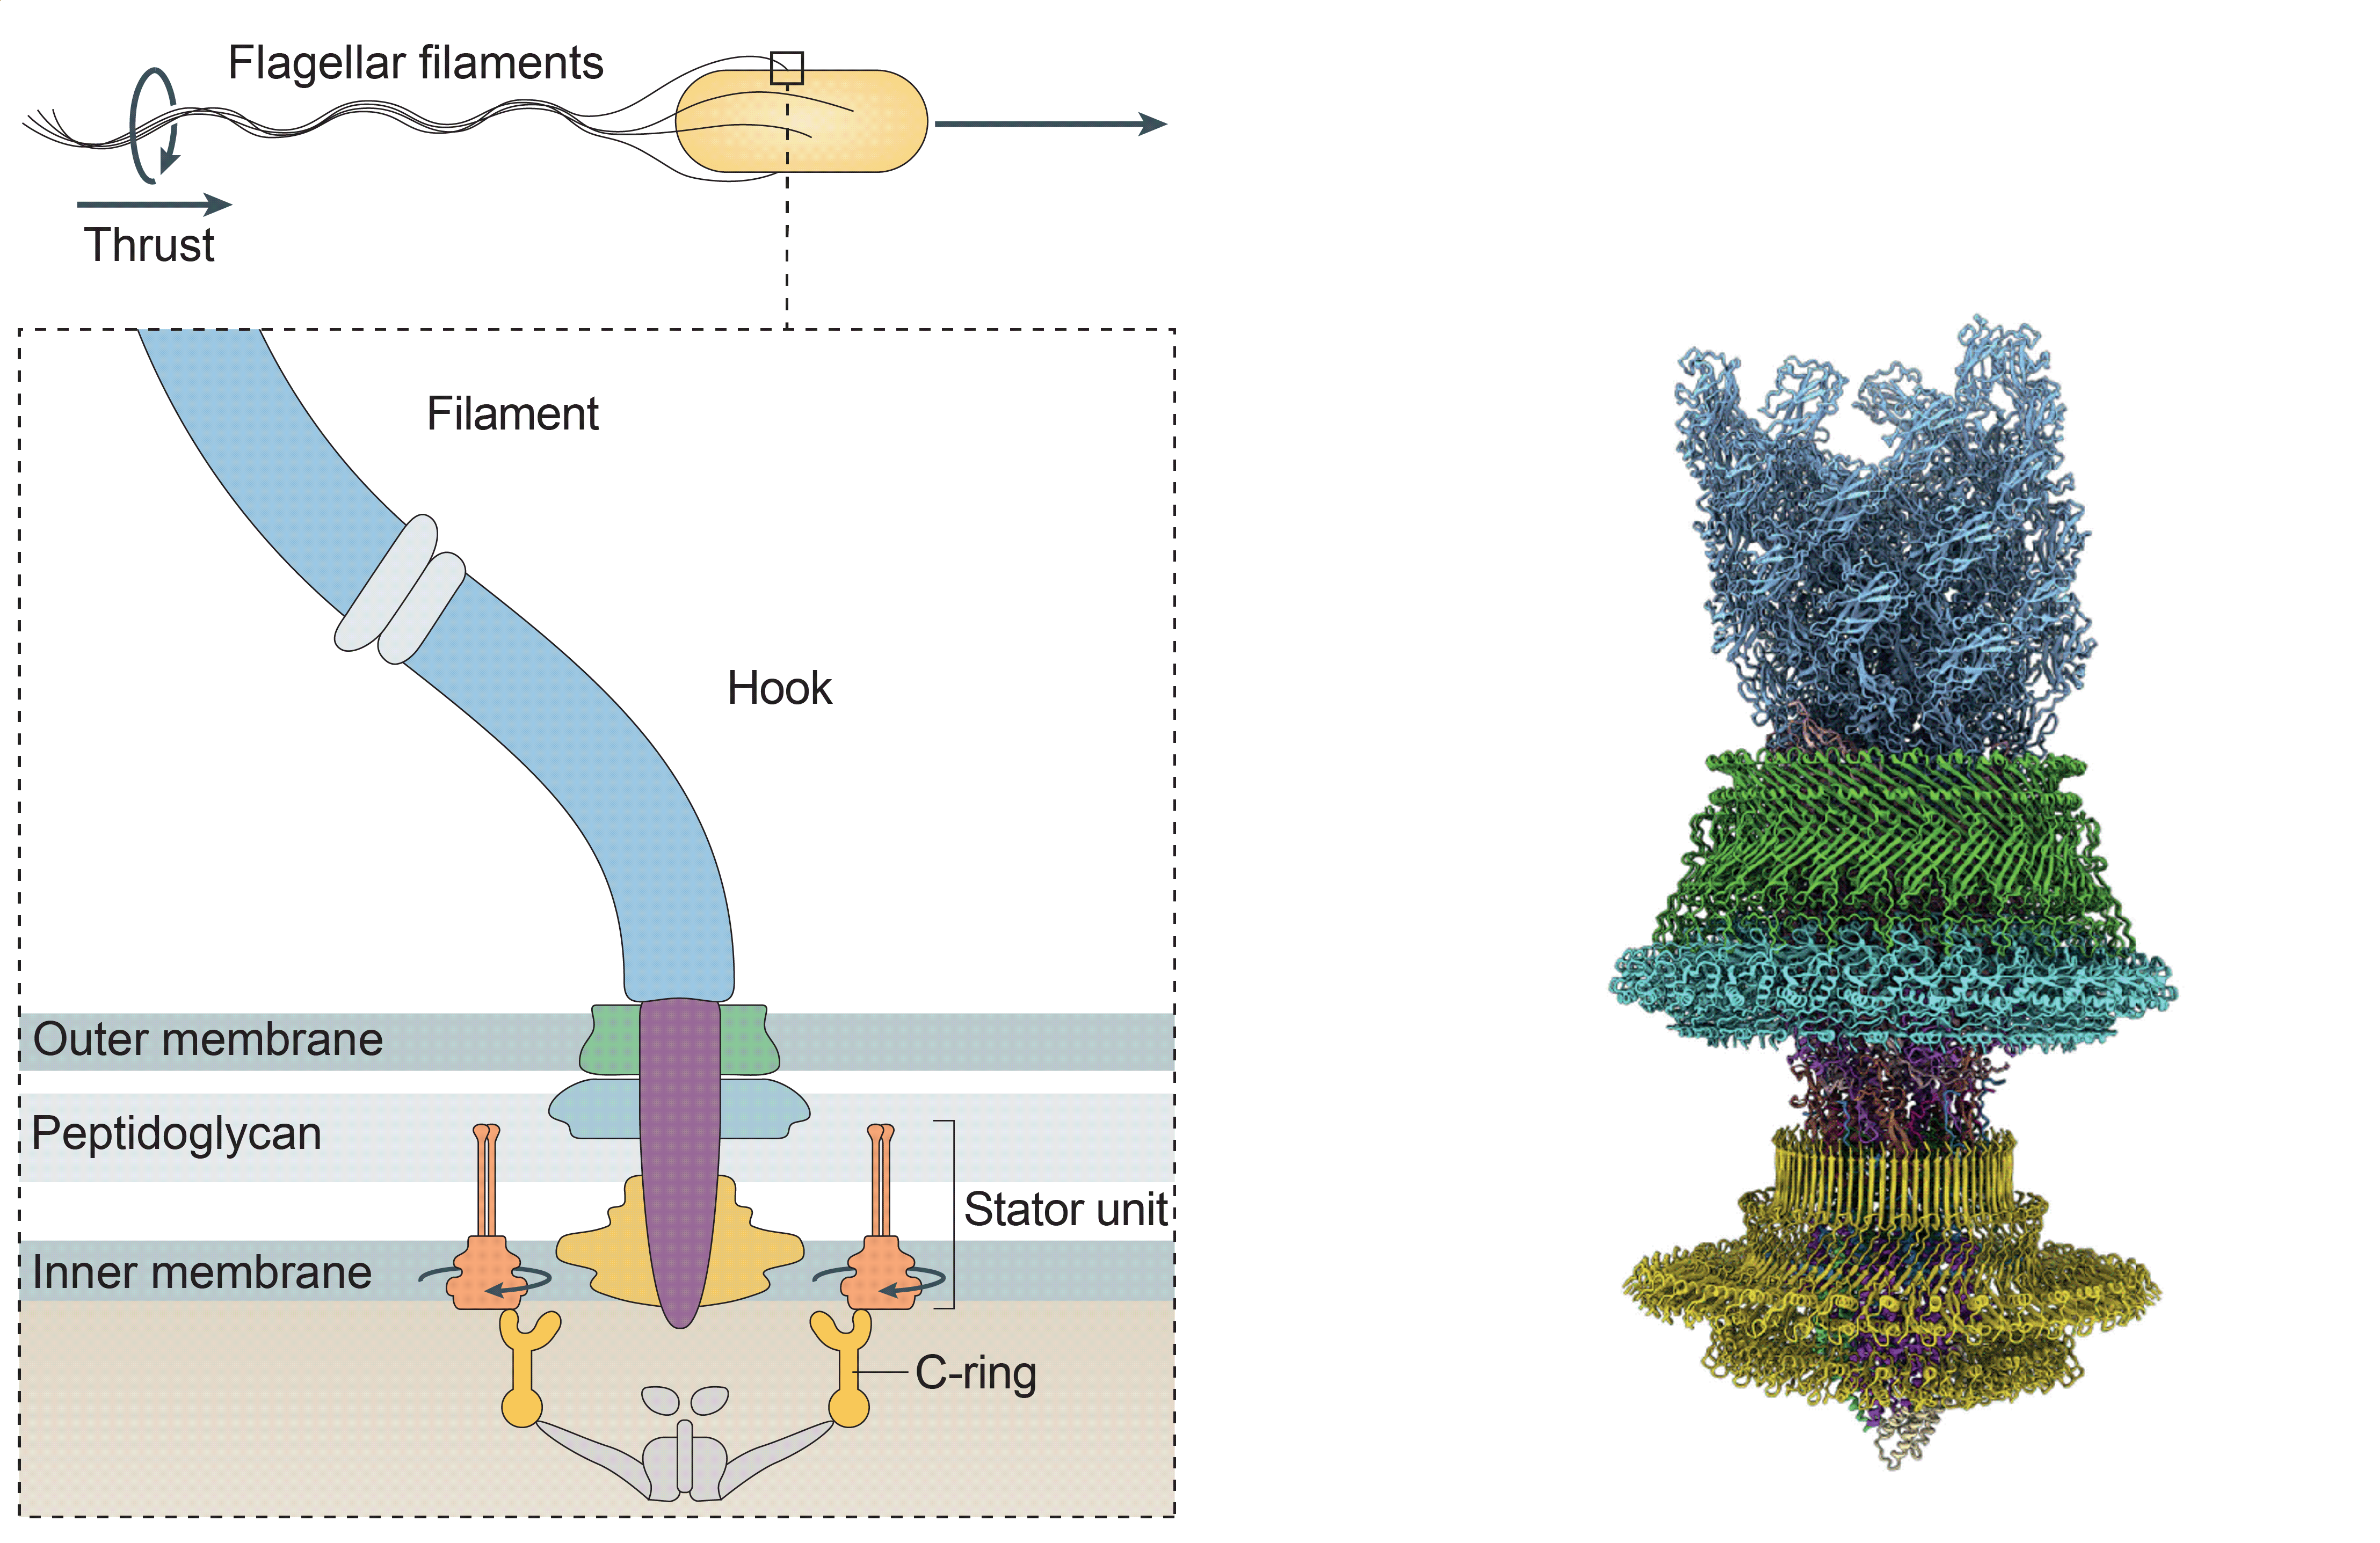 Flagellar filaments
Thrust
Filament
Hook
Outer membrane
Peptidoglycan
Stator unit
Inner membrane
C-ring